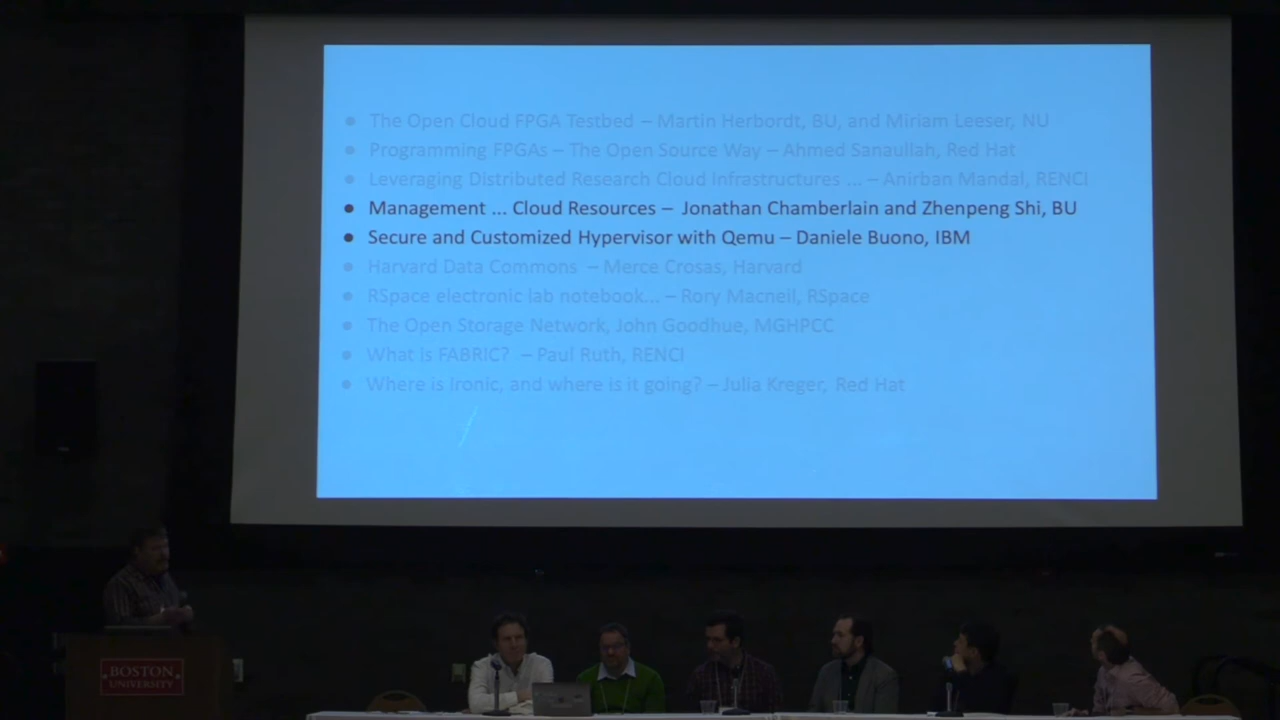 ● The Open Cloud FPGA Testbed – Martin Herbordt, BU, and Miriam Leeser, NU
● Programming FPGAs – The Open Source Way – Ahmed Sanaullah, Red Hat
● Leveraging Distributed Research Cloud Infrastructures ... – Anirban Mandal, RENCI
● Management ... Cloud Resources – Jonathan Chamberlain and Zhenpeng Shi, BU
● Secure and Customized Hypervisor with Qemu – Daniele Buono, IBM
● Harvard Data Commons – Merce Crosas, Harvard
● RSpace electronic lab notebook... – Rory Macneil, RSpace
● The Open Storage Network, John Goodhue, MGHPCC
● What is FABRIC? – Paul Ruth, RENCI
● Where is Ironic, and where is it going? – Julia Kreger, Red Hat
BOSTON
UNIVERSITY